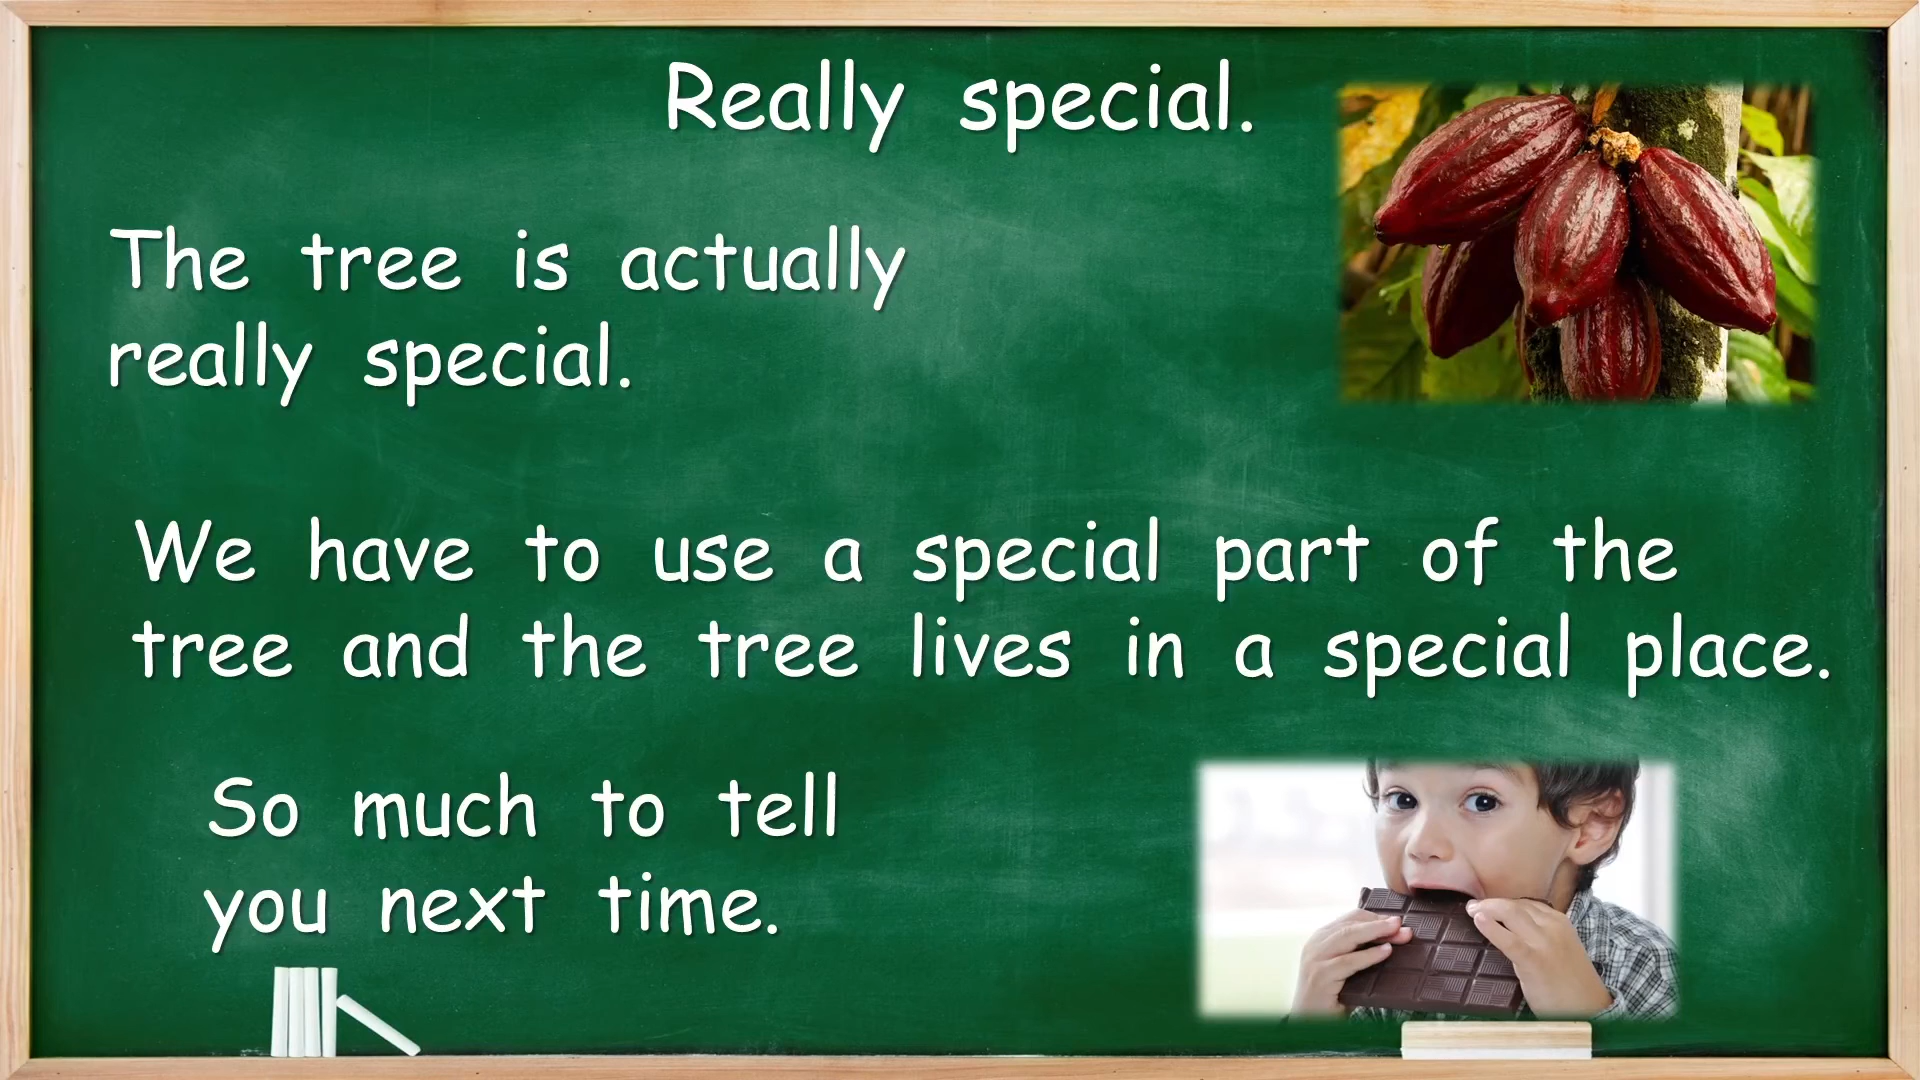 Really special.
The tree is actually
really special.
We have to use a special part of the
tree and the tree lives in a special place.
So much to tell
you next time.